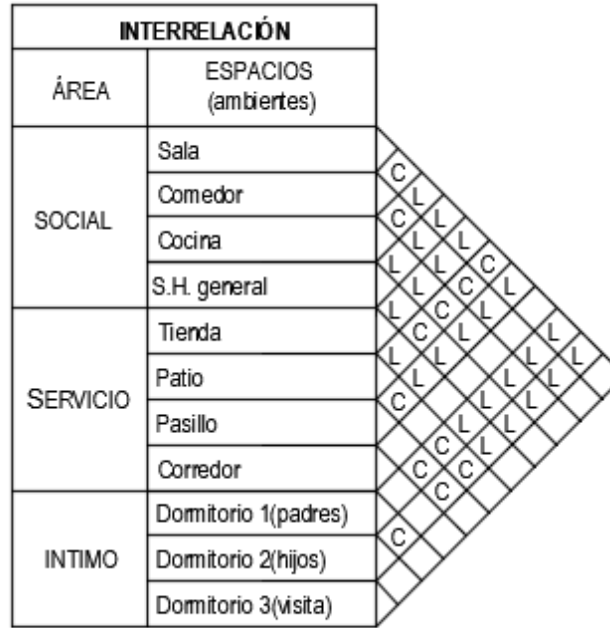 INTERRELACIÓN
ÁREA
ESPACIOS
(ambientes)
SOCIAL
Sala
Comedor
Cocina
S.H. general
SERVICIO
Tienda
Patio
Pasillo
Corredor
INTIMO
Dormitorio 1(padres)
Dormitorio 2(hijos)
Dormitorio 3(visita)
C
L
C L
L L
L L C
L C L
L C L
C L L
L L L L
L L L
C L L
L L
C L
C C
C
C